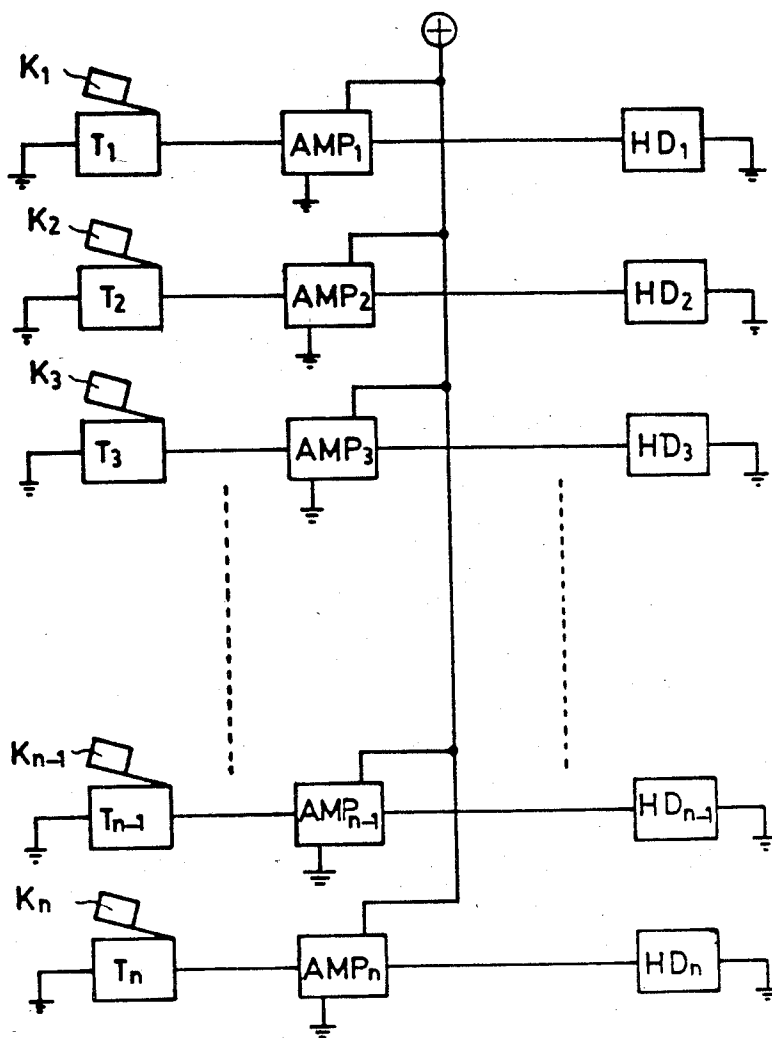 K₁
T₁ AMP₁ HD₁
K₂
T₂ AMP₂ HD₂
K₃
T₃ AMP₃ HD₃
Kₙ₋₁
Tₙ₋₁ AMPₙ₋₁ HDₙ₋₁
Kₙ
Tₙ AMPₙ HDₙ